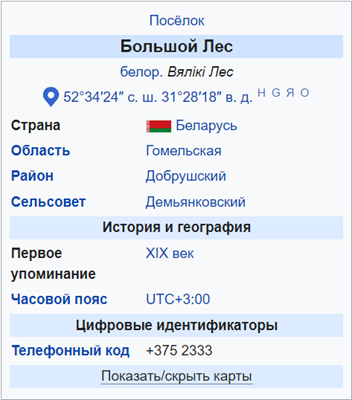 Посёлок
Большой Лес
белор. Вялікі Лес
52°34′24″ с. ш. 31°28′18″ в. д. H G Я O
Страна Беларусь
Область Гомельская
Район Добрушский
Сельсовет Демьянковский
История и география
Первое упоминание XIX век
Часовой пояс UTC+3:00
Цифровые идентификаторы
Телефонный код +375 2333
Показать/скрыть карты